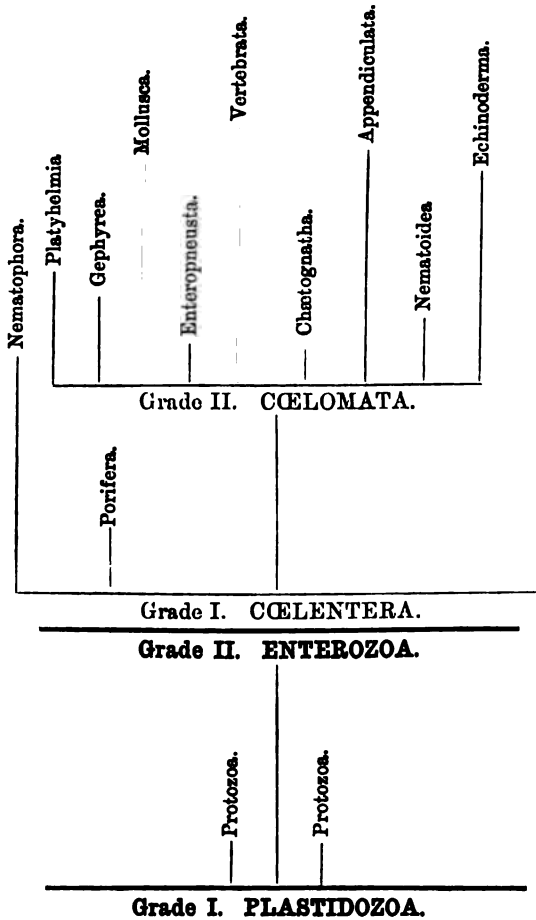 Nematophora.
Platyhelmia
Gephyrea.
Mollusca.
Enteropneusta.
Vertebrata.
Chætognatha.
Appendiculata.
Nematoidea
Echinoderma.
Grade II. CŒLOMATA.
Porifera.
Grade I. CŒLENTERA.
Grade II. ENTEROZOA.
Protozoa.
Protozoa.
Grade I. PLASTIDOZOA.